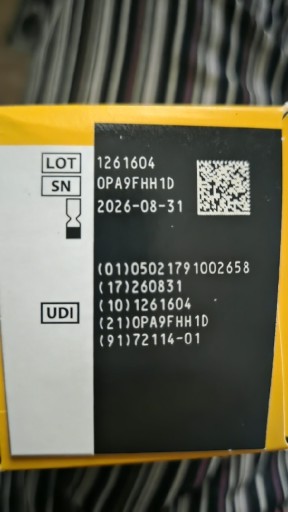 LOT 1261604
SN 0PA9FHH1D
2026-08-31
(01)05021791002658
(17)260831
UDI (10)1261604
(21)0PA9FHH1D
(91)72114-01